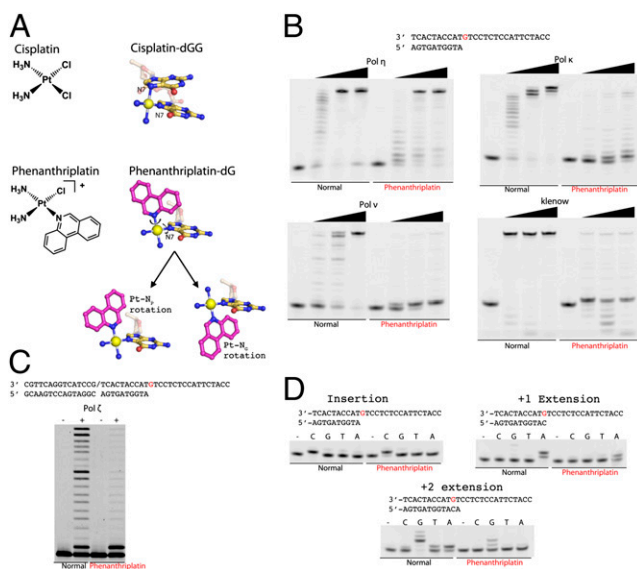 A
Cisplatin
Cisplatin-dGG
H₃N
Cl
Pt
H₃N
Cl
N7
N7
Phenanthriplatin
Phenanthriplatin-dG
H₃N
Cl
+
Pt
H₃N
N
N7
Pt-Nₚ
rotation
Pt-N_G
rotation
B
3' TCACTACCATGTCCTCTCCATTCTACC
5' AGTGATGGTA
Pol η
Pol κ
Normal
Phenanthriplatin
Normal
Phenanthriplatin
Pol ν
klenow
Normal
Phenanthriplatin
Normal
Phenanthriplatin
C
3' CGTTCAGGTCATCCG/TCACTACCATGTCCTCTCCATTCTACC
5' GCAAGTCCAGTAGGC AGTGATGGTA
Pol ζ
- + - +
Normal Phenanthriplatin
D
Insertion
3'-TCACTACCATGTCCTCTCCATTCTACC
5'-AGTGATGGTA
- C G T A - C G T A
Normal
Phenanthriplatin
+1 Extension
3'-TCACTACCATGTCCTCTCCATTCTACC
5'-AGTGATGGTAC
- C G T A - C G T A
Normal
Phenanthriplatin
+2 extension
3'-TCACTACCATGTCCTCTCCATTCTACC
5'-AGTGATGGTACA
- C G T A - C G T A
Normal
Phenanthriplatin